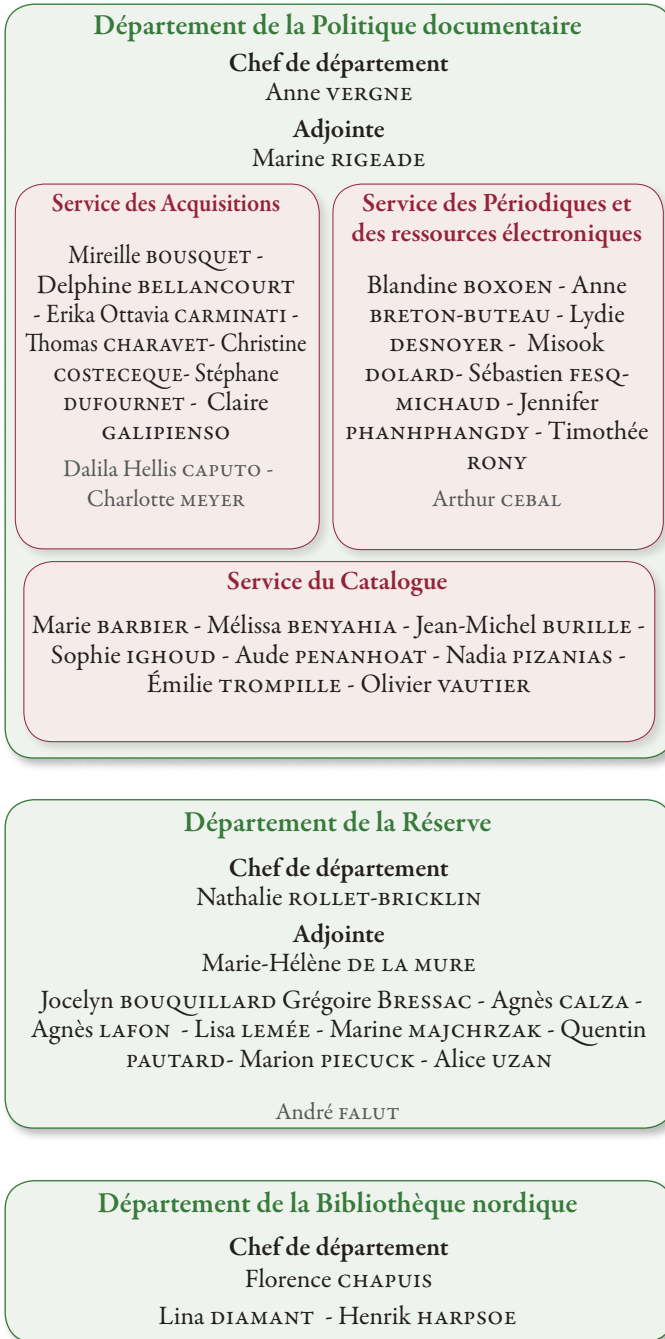 Département de la Politique documentaire
Chef de département
Anne VERGNE
Adjointe
Marine RIGEADE
Service des Acquisitions
Mireille BOUSQUET -
Delphine BELLANCOURT
- Erika Ottavia CARMINATI -
Thomas CHARAVET- Christine
COSTECEQUE- Stéphane
DUFOURNET - Claire
GALIPIENSO
Dalila Hellis CAPUTO -
Charlotte MEYER
Service des Périodiques et
des ressources électroniques
Blandine BOXOEN - Anne
BRETON-BUTEAU - Lydie
DESNOYER - Misook
DOLARD- Sébastien FESQ-
MICHAUD - Jennifer
PHANHPHANGDY - Timothée
RONY
Arthur CEBAL
Service du Catalogue
Marie BARBIER - Mélissa BENYAHIA - Jean-Michel BURILLE -
Sophie IGHOUD - Aude PENANHOAT - Nadia PIZANIAS -
Émilie TROMPILLE - Olivier VAUTIER
Département de la Réserve
Chef de département
Nathalie ROLLET-BRICKLIN
Adjointe
Marie-Hélène DE LA MURE
Jocelyn BOUQUILLARD Grégoire BRESSAC - Agnès CALZA -
Agnès LAFON - Lisa LEMÉE - Marine MAJCHRZAK - Quentin
PAUTARD- Marion PIECUCK - Alice UZAN
André FALUT
Département de la Bibliothèque nordique
Chef de département
Florence CHAPUIS
Lina DIAMANT - Henrik HARPSOE